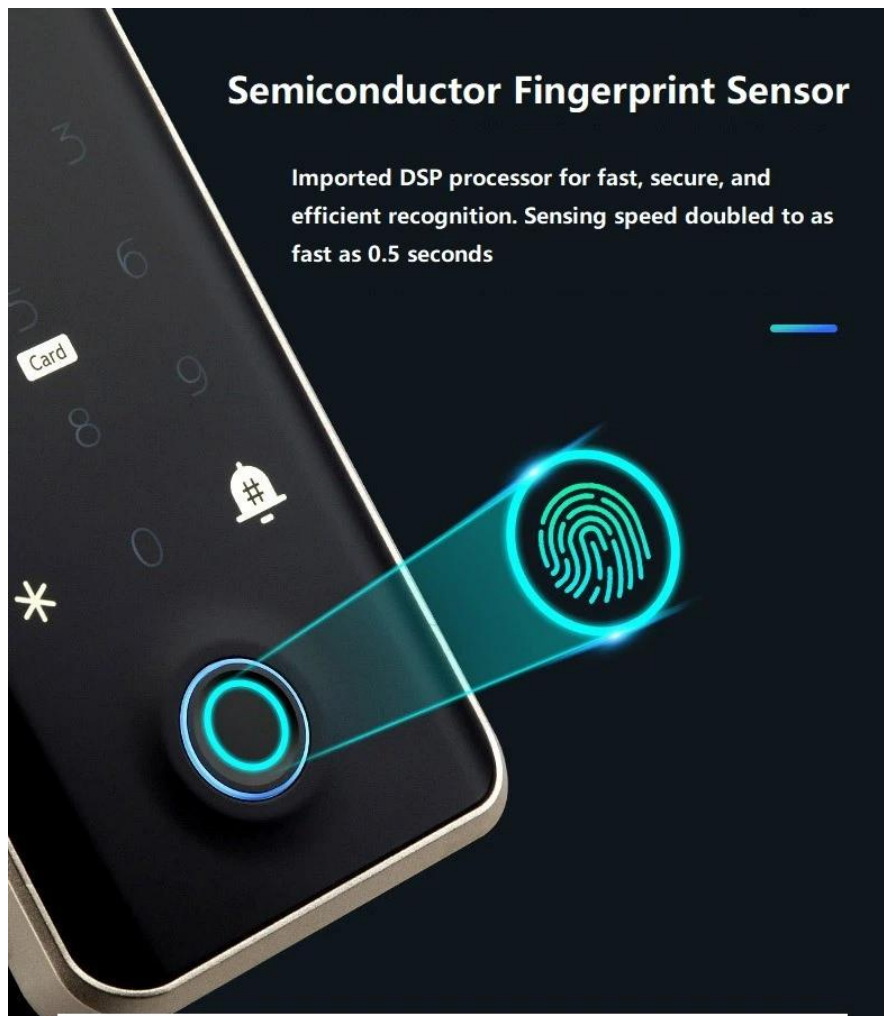 Semiconductor Fingerprint Sensor
Imported DSP processor for fast, secure, and
efficient recognition. Sensing speed doubled to as
fast as 0.5 seconds
3
6
5
Card
9
8
#
0
*